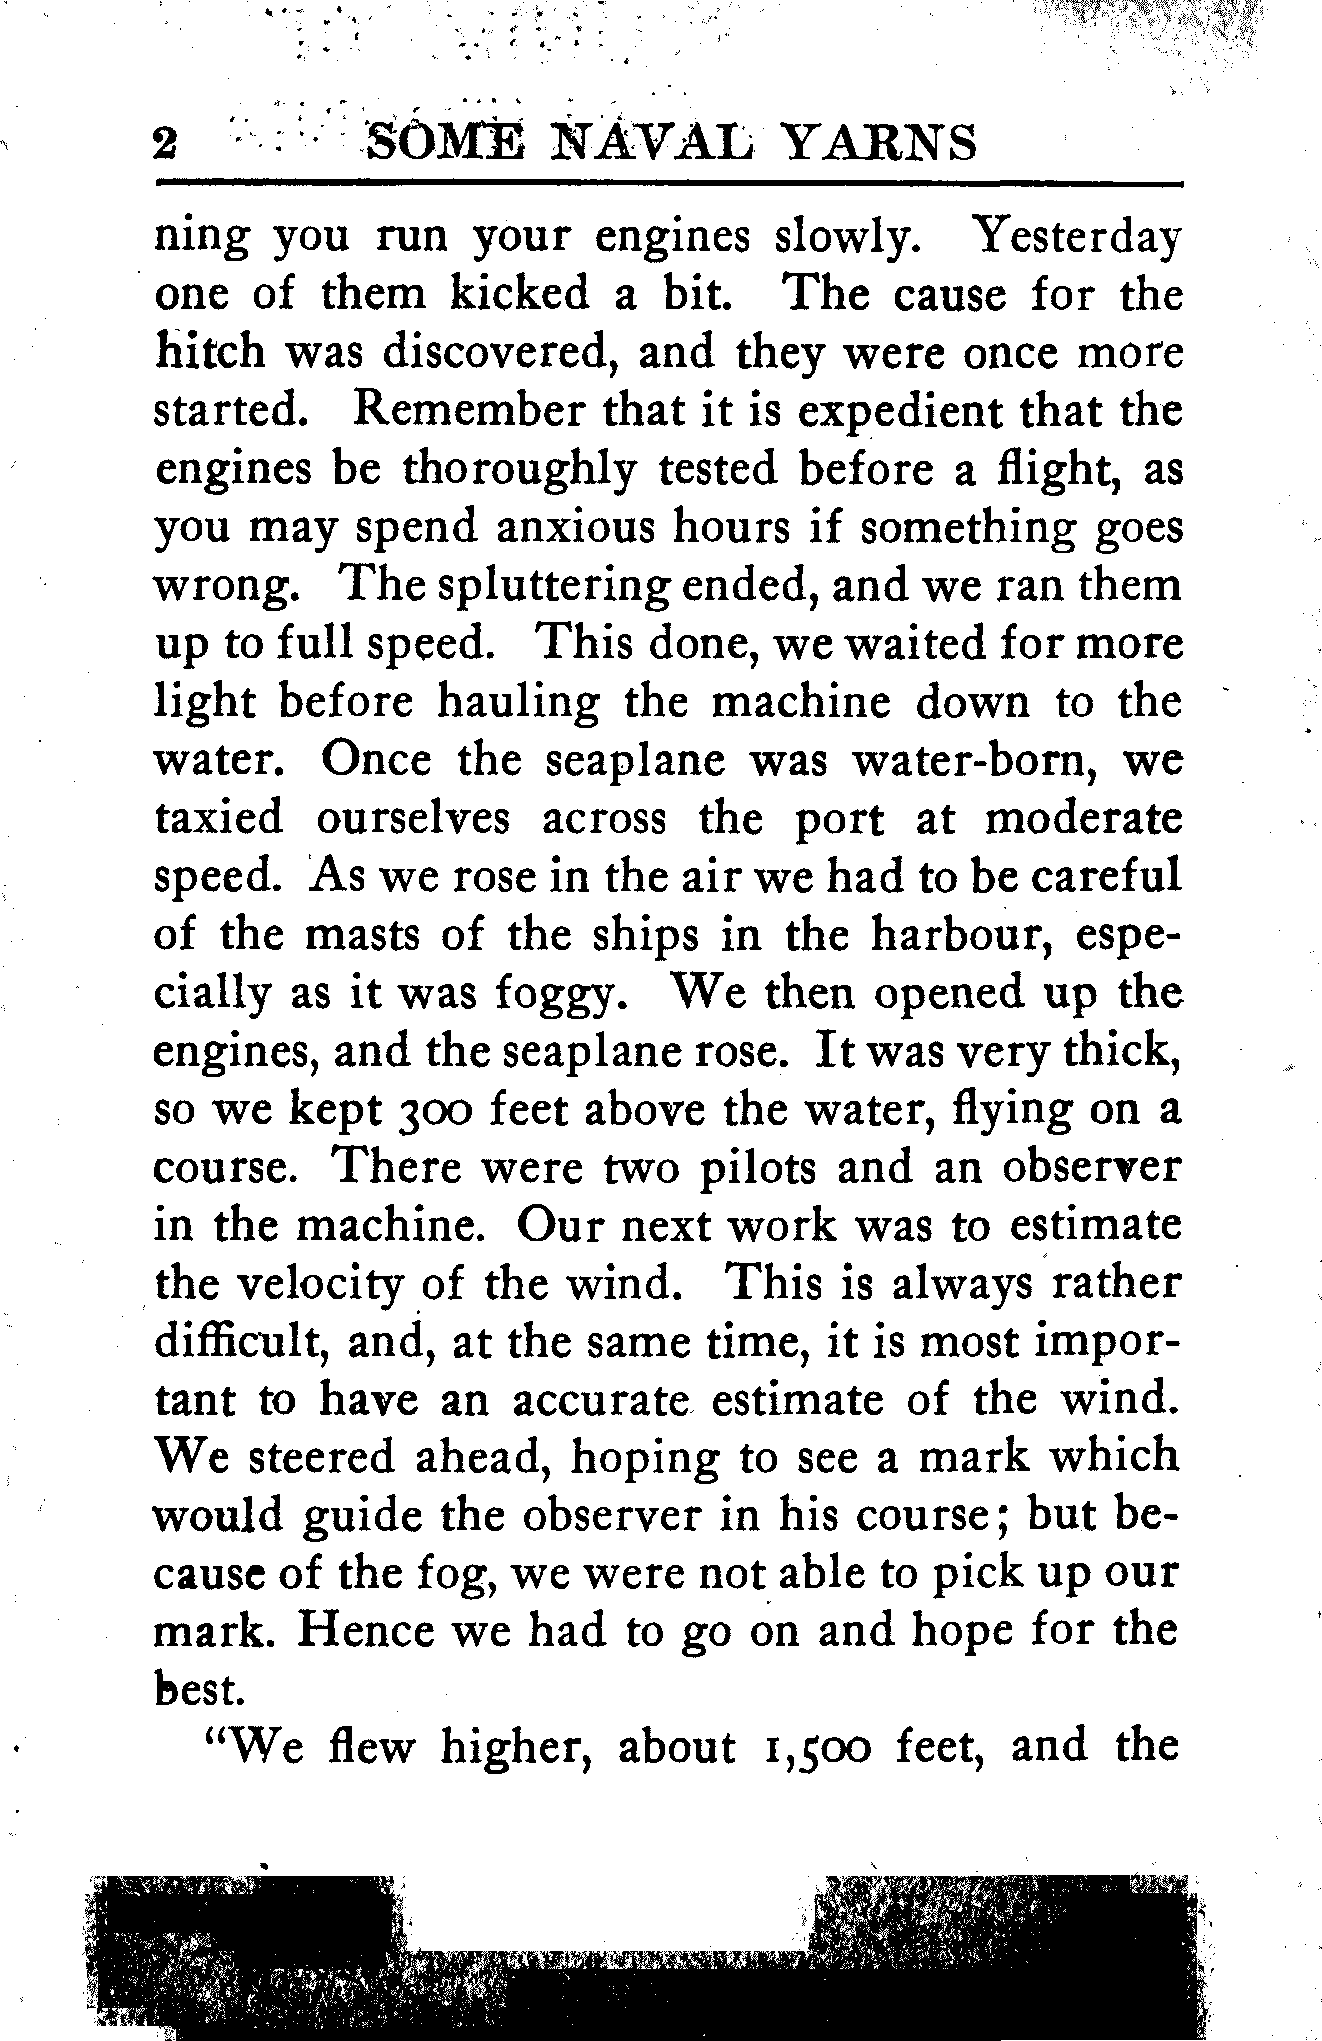 2 SOME NAVAL YARNS
ning you run your engines slowly. Yesterday
one of them kicked a bit. The cause for the
hitch was discovered, and they were once more
started. Remember that it is expedient that the
engines be thoroughly tested before a flight, as
you may spend anxious hours if something goes
wrong. The spluttering ended, and we ran them
up to full speed. This done, we waited for more
light before hauling the machine down to the
water. Once the seaplane was water-born, we
taxied ourselves across the port at moderate
speed. As we rose in the air we had to be careful
of the masts of the ships in the harbour, espe-
cially as it was foggy. We then opened up the
engines, and the seaplane rose. It was very thick,
so we kept 300 feet above the water, flying on a
course. There were two pilots and an observer
in the machine. Our next work was to estimate
the velocity of the wind. This is always rather
difficult, and, at the same time, it is most impor-
tant to have an accurate estimate of the wind.
We steered ahead, hoping to see a mark which
would guide the observer in his course; but be-
cause of the fog, we were not able to pick up our
mark. Hence we had to go on and hope for the
best.
"We flew higher, about 1,500 feet, and the